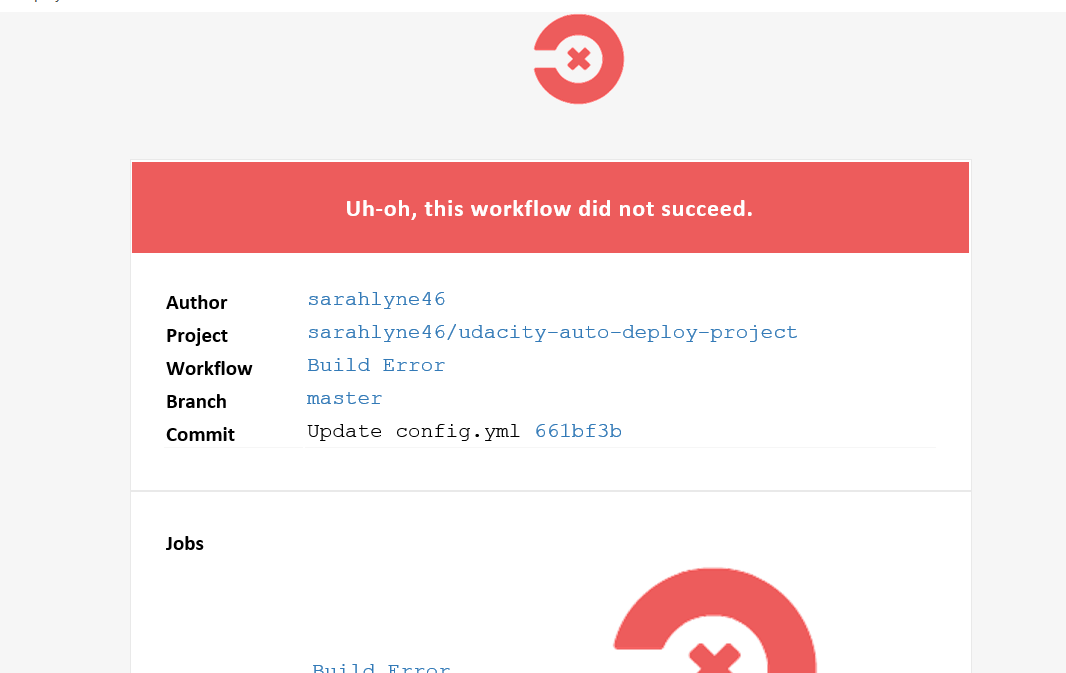 Uh-oh, this workflow did not succeed.
Author sarahlyne46
Project sarahlyne46/udacity-auto-deploy-project
Workflow Build Error
Branch master
Commit Update config.yml 661bf3b
Jobs
Build Error